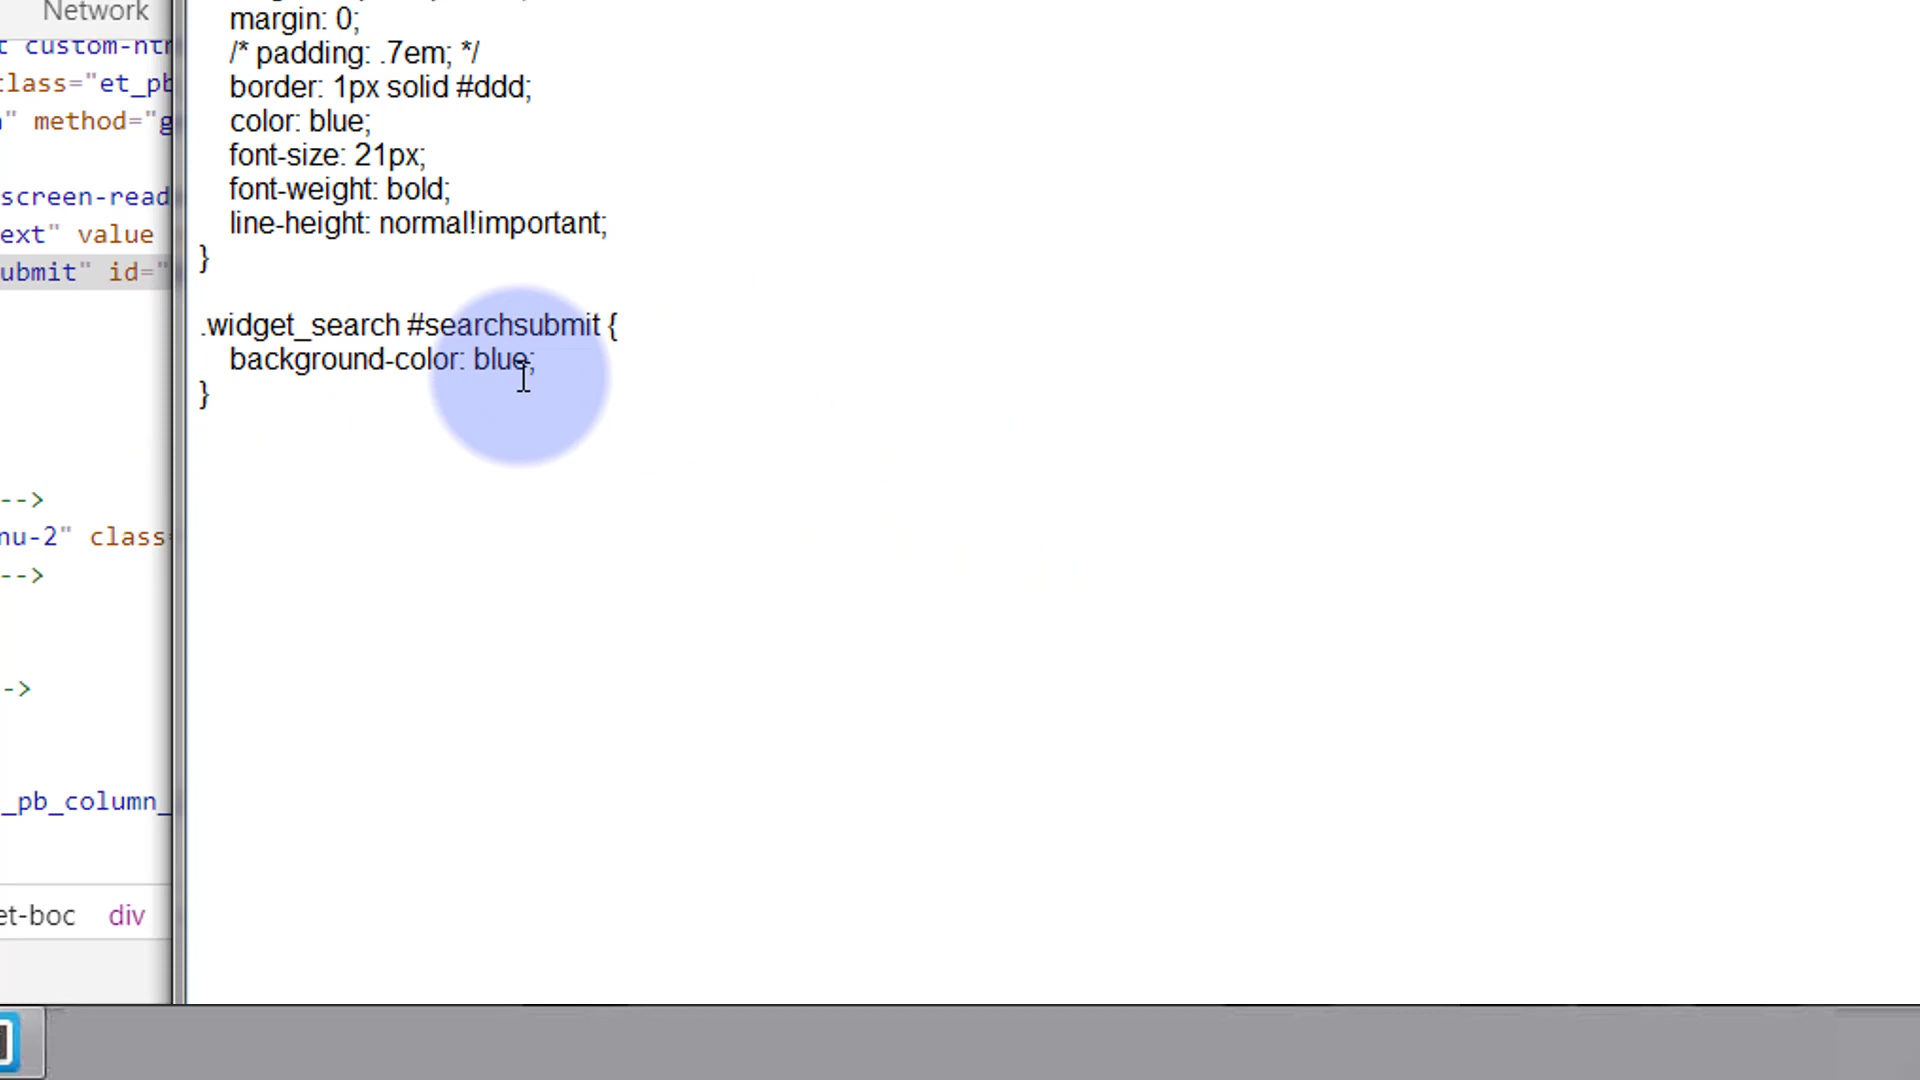 Network
margin: 0;
t custom-htm
/* padding: .7em; */
class="et_pb
border: 1px solid #ddd;
" method="g
color: blue;
font-size: 21px;
screen-read
font-weight: bold;
ext" value
line-height: normal!important;
ubmit" id="
}
.widget_search #searchsubmit {
background-color: blue;
}
-->
nu-2" class=
-->
->
_pb_column_
et-boc div